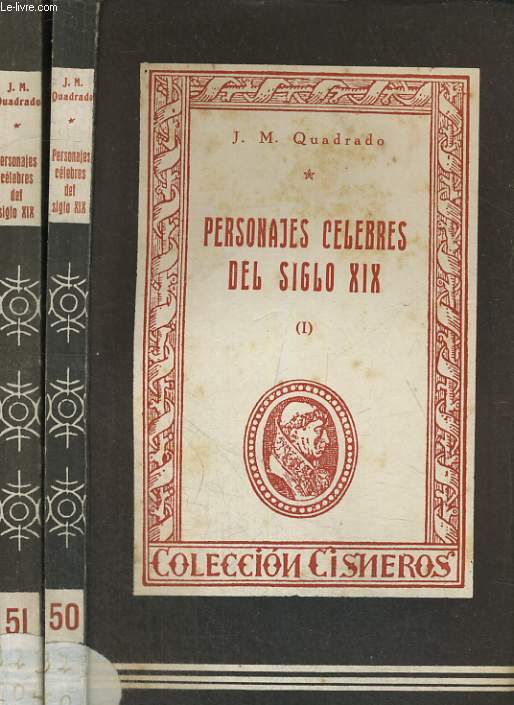 © Le-livre.com
J. M.
Quadrado
Personajes
célebres
del
siglo XIX
51
J. M.
Quadrado
Personajes
célebres
del
siglo XIX
50
J. M. Quadrado
PERSONAJES CELEBRES
DEL SIGLO XIX
(I)
COLECCIÓN CISNEROS